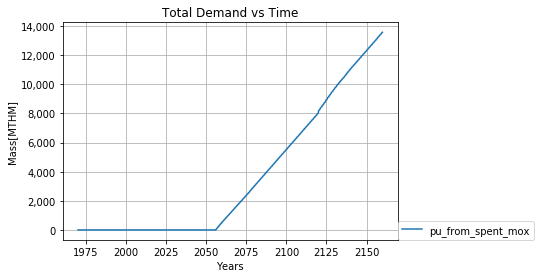 Total Demand vs Time
Mass[MTHM]
14,000
12,000
10,000
8,000
6,000
4,000
2,000
0
1975 2000 2025 2050 2075 2100 2125 2150
Years
pu_from_spent_mox